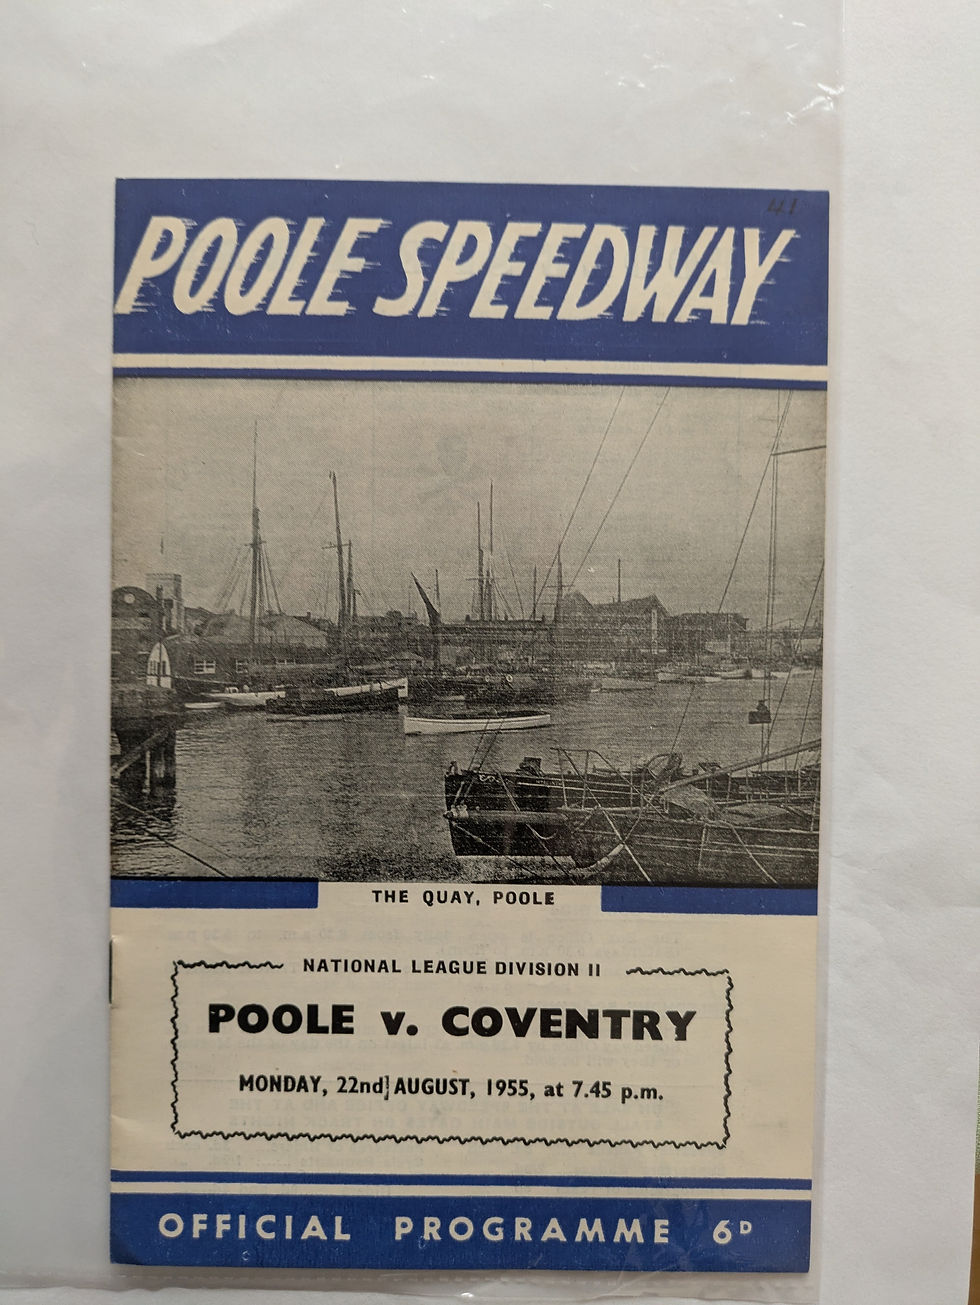 41
POOLE SPEEDWAY
THE QUAY, POOLE
NATIONAL LEAGUE DIVISION II
POOLE v. COVENTRY
MONDAY, 22nd AUGUST, 1955, at 7.45 p.m.
OFFICIAL PROGRAMME 6D